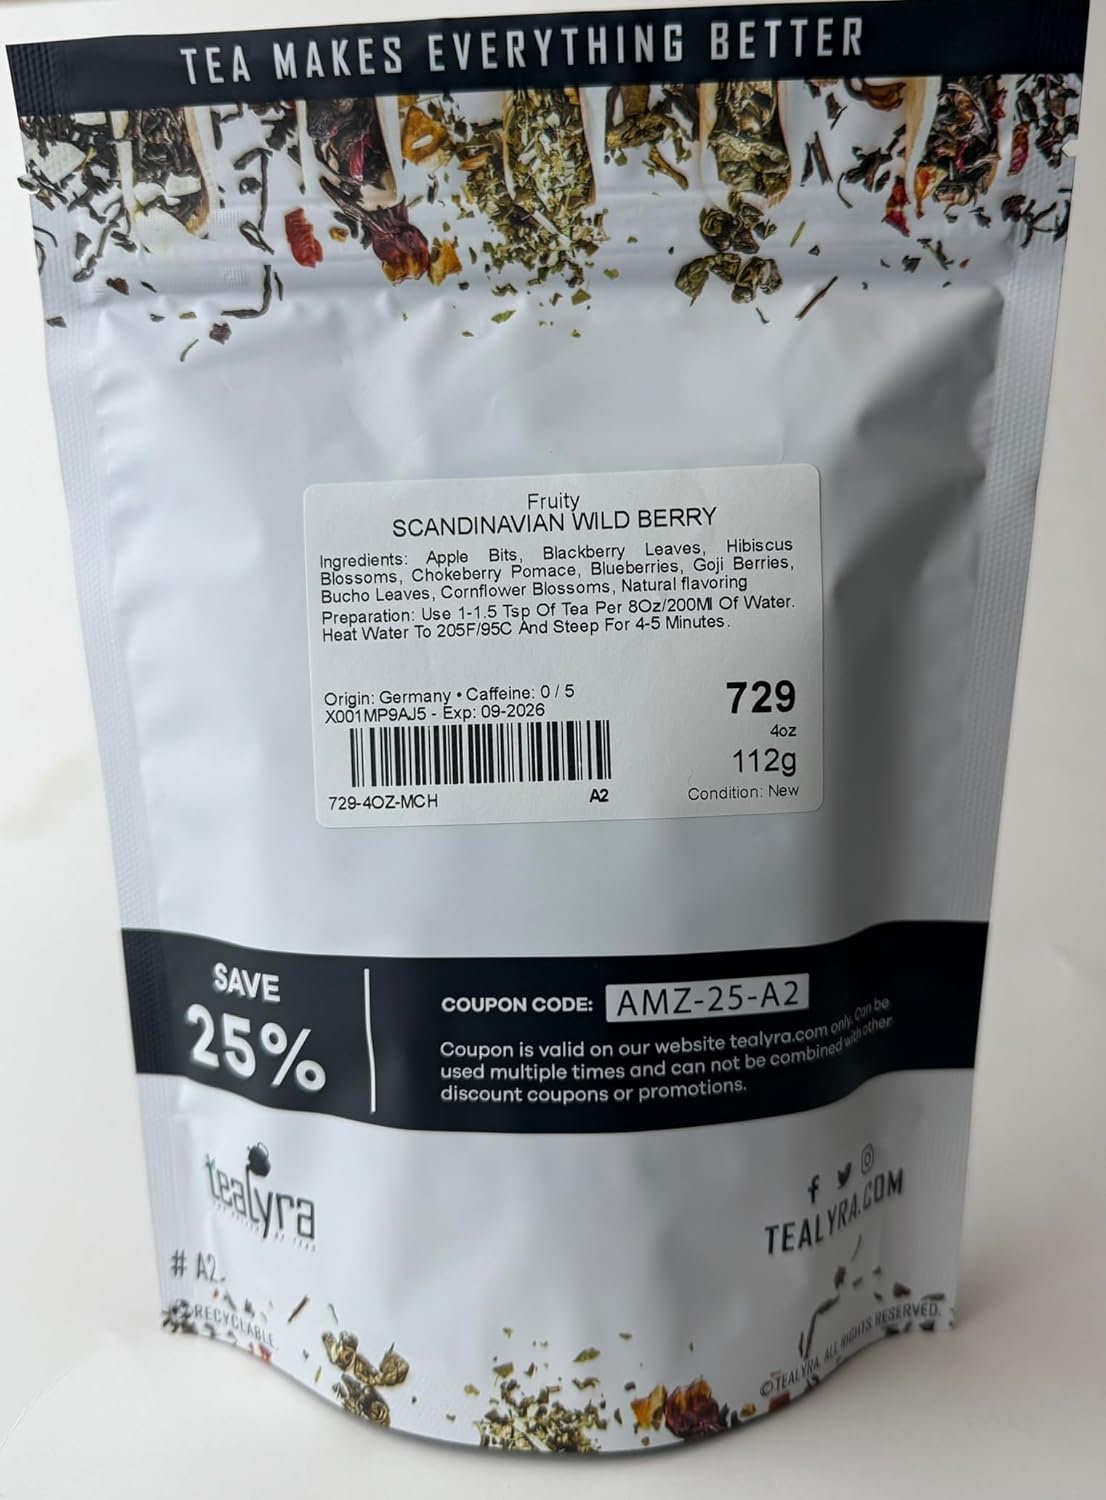 TEA MAKES EVERYTHING BETTER
Fruity
SCANDINAVIAN WILD BERRY
Ingredients: Apple Bits, Blackberry Leaves, Hibiscus
Blossoms, Chokeberry Pomace, Blueberries, Goji Berries,
Bucho Leaves, Cornflower Blossoms, Natural flavoring
Preparation: Use 1-1.5 Tsp Of Tea Per 8Oz/200Ml Of Water.
Heat Water To 205F/95C And Steep For 4-5 Minutes.
Origin: Germany • Caffeine: 0 / 5
X001MP9AJ5 - Exp: 09-2026
729
4oz
112g
729-4OZ-MCH
A2
Condition: New
SAVE
25%
COUPON CODE: AMZ-25-A2
Coupon is valid on our website tealyra.com only. Can be
used multiple times and can not be combined with other
discount coupons or promotions.
tealyra
TEALYRA.COM
# A2
RECYCLABLE
©TEALYRA. ALL RIGHTS RESERVED.